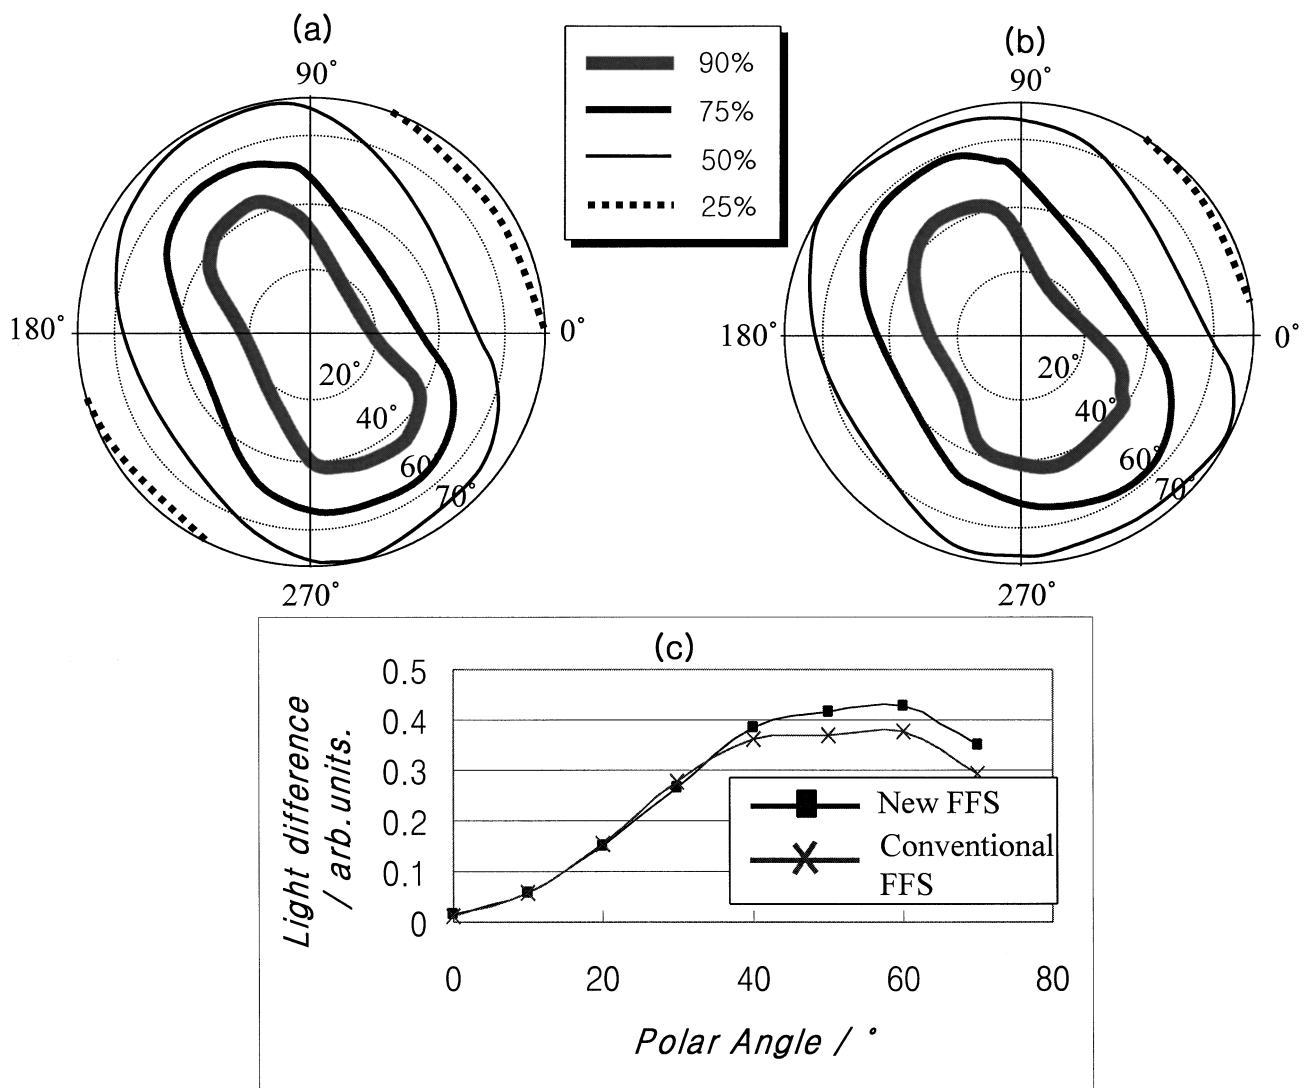 (a)
90°
180°
0°
20°
40°
60
70°
270°
90%
75%
50%
25%
(b)
90°
180°
0°
20°
40°
60°
70°
270°
(c)
0.5
0.4
0.3
0.2
0.1
0
Light difference
/ arb.units.
New FFS
Conventional
FFS
0 20 40 60 80
Polar Angle / °